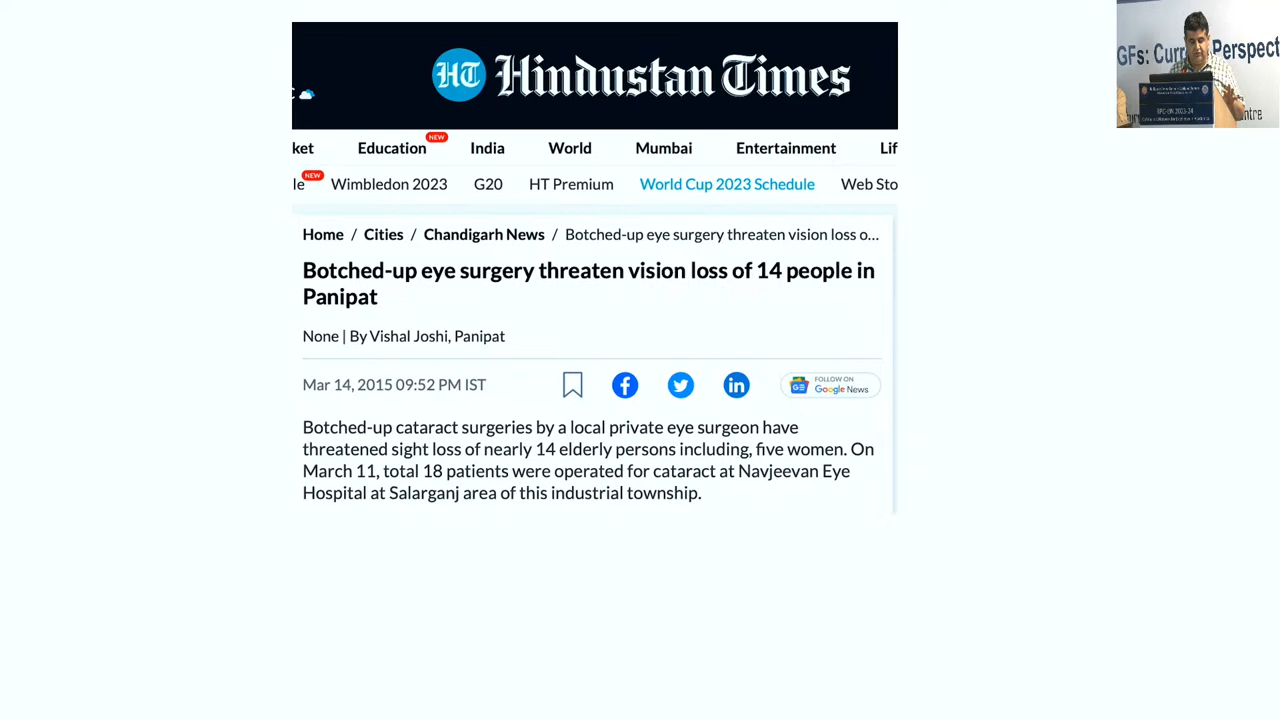 HT Hindustan Times
ket Education NEW India World Mumbai Entertainment Lif
le NEW Wimbledon 2023 G20 HT Premium World Cup 2023 Schedule Web Sto
Home / Cities / Chandigarh News / Botched-up eye surgery threaten vision loss o...
Botched-up eye surgery threaten vision loss of 14 people in
Panipat
None | By Vishal Joshi, Panipat
Mar 14, 2015 09:52 PM IST
FOLLOW ON
Google News
Botched-up cataract surgeries by a local private eye surgeon have
threatened sight loss of nearly 14 elderly persons including, five women. On
March 11, total 18 patients were operated for cataract at Navjeevan Eye
Hospital at Salarganj area of this industrial township.
GFs: Cur Perspect